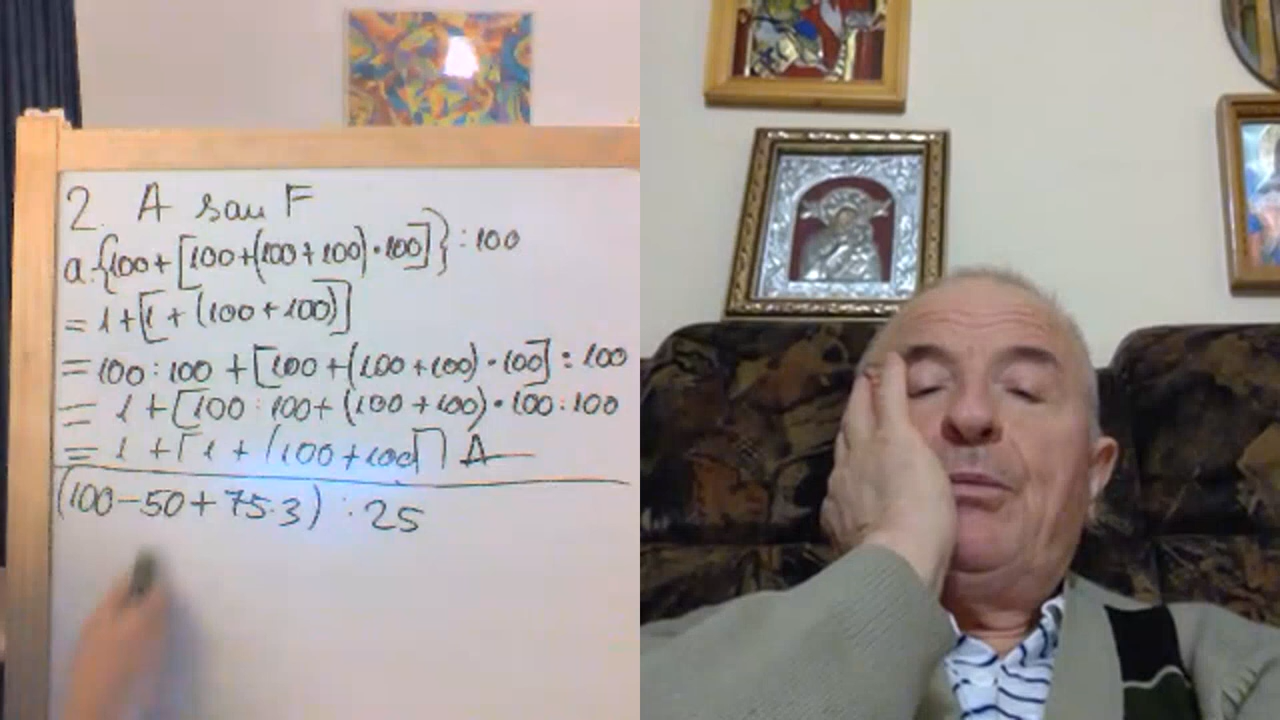 2. A sau F
a. {100+[100+(100+100)·100]} : 100
= 1+[1+(100+100)]
= 100:100 +[100+(100+100)·100] : 100
= 1+[100:100+(100+100)·100:100
= 1+[1+(100+100)] A
(100-50+75·3) : 25